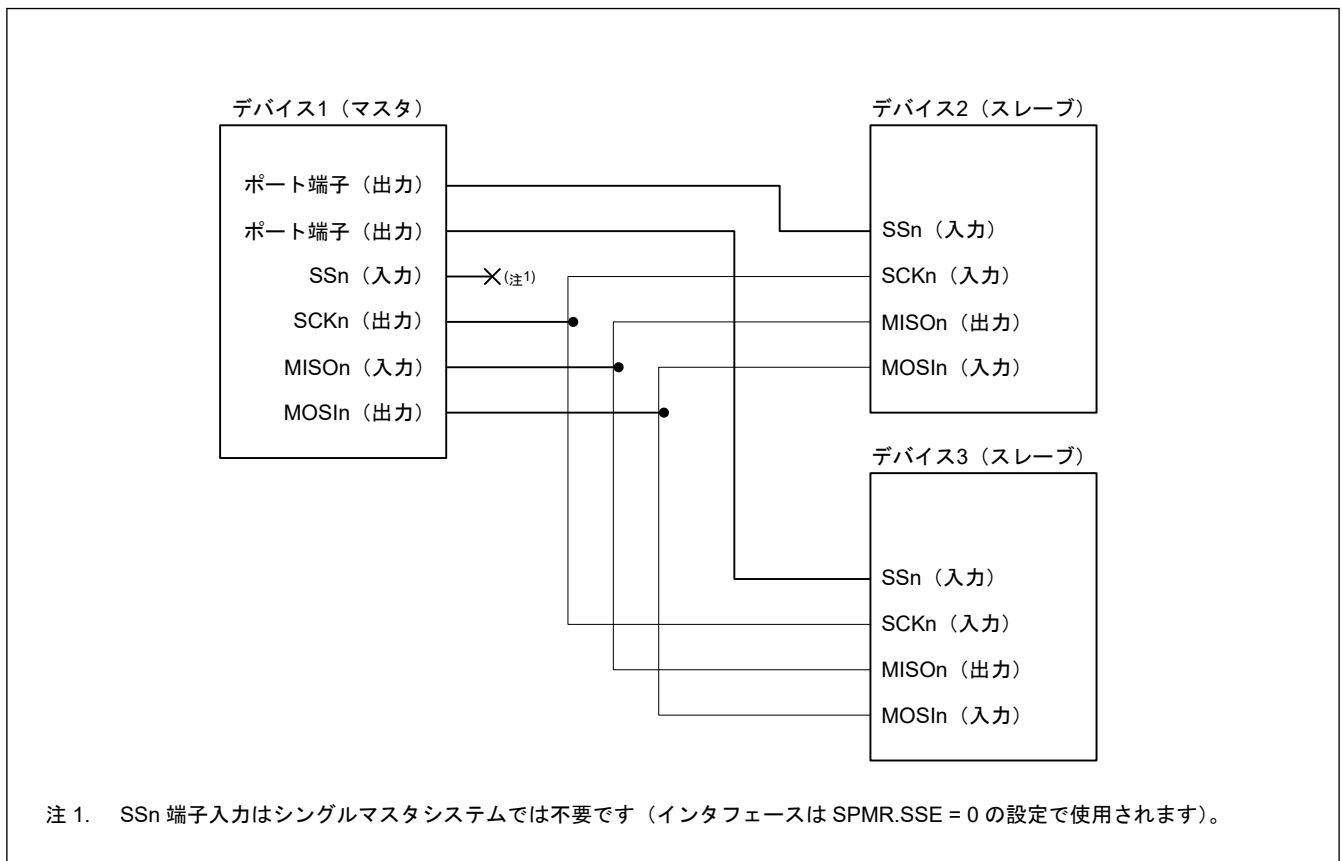 デバイス1（マスタ）
ポート端子（出力）
ポート端子（出力）
SSn（入力）
(注1)
SCKn（出力）
MISOn（入力）
MOSIn（出力）
デバイス2（スレーブ）
SSn（入力）
SCKn（入力）
MISOn（出力）
MOSIn（入力）
デバイス3（スレーブ）
SSn（入力）
SCKn（入力）
MISOn（出力）
MOSIn（入力）
注 1. SSn 端子入力はシングルマスタシステムでは不要です（インタフェースは SPMR.SSE = 0 の設定で使用されます）。